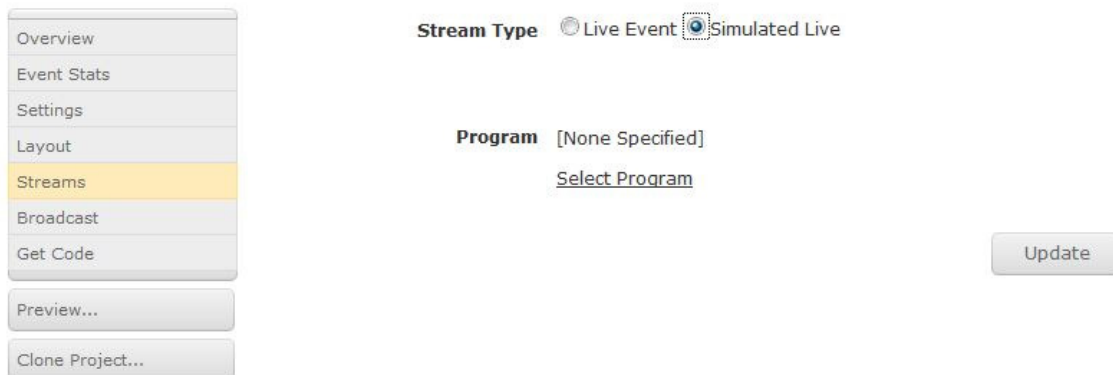 Overview
Event Stats
Settings
Layout
Streams
Broadcast
Get Code
Preview...
Clone Project...
Stream Type Live Event Simulated Live
Program [None Specified]
Select Program
Update